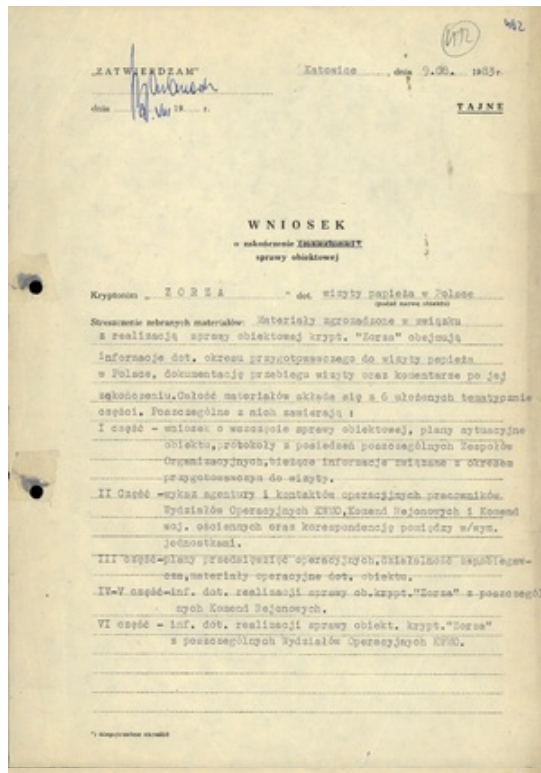 412
462
„ZATWIERDZAM"
Katowice, dnia 9.08. 1983 r.
dnia 19 r.
TAJNE
WNIOSEK
o zakończenie
sprawy obiektowej
Kryptonim „ Z O R Z A " dot. wizyty papieża w Polsce
(podać nazwę obiektu)
Streszczenie zebranych materiałów: Materiały zgromadzone w związku
z realizacją sprawy obiektowej krypt. "Zorza" obejmują
informacje dot. okresu przygotowawczego do wizyty papieża
w Polsce, dokumentację przebiegu wizyty oraz komentarze po jej
zakończeniu.Całość materiałów składa się z 6 ułożonych tematycznie
części. Poszczególne z nich zawierają :
I część - wniosek o wszczęcie sprawy obiektowej, plany sytuacyjne
obiektu,protokoły z posiedzeń poszczególnych Zespołów
Organizacyjnych,bieżące informacje związane z okresem
przygotowawczym do wizyty.
II Część -wykaz agentury i kontaktów operacyjnych pracowników
Wydziałów Operacyjnych KWMO,Komend Rejonowych i Komend
woj. ościennych oraz korespondencję pomiędzy w/wym.
jednostkami.
III część-plany przedsięwzięć operacyjnych,działalność zapobiegaw-
cza,materiały operacyjne dot. obiektu.
IV-V część-inf. dot. realizacji sprawy ob.krypt."Zorza" z poszczegól
nych Komend Rejonowych.
VI część - inf. dot. realizacji sprawy obiekt. krypt."Zorza"
z poszczególnych Wydziałów Operacyjnych KWMO.
*) niepotrzebne skreślić